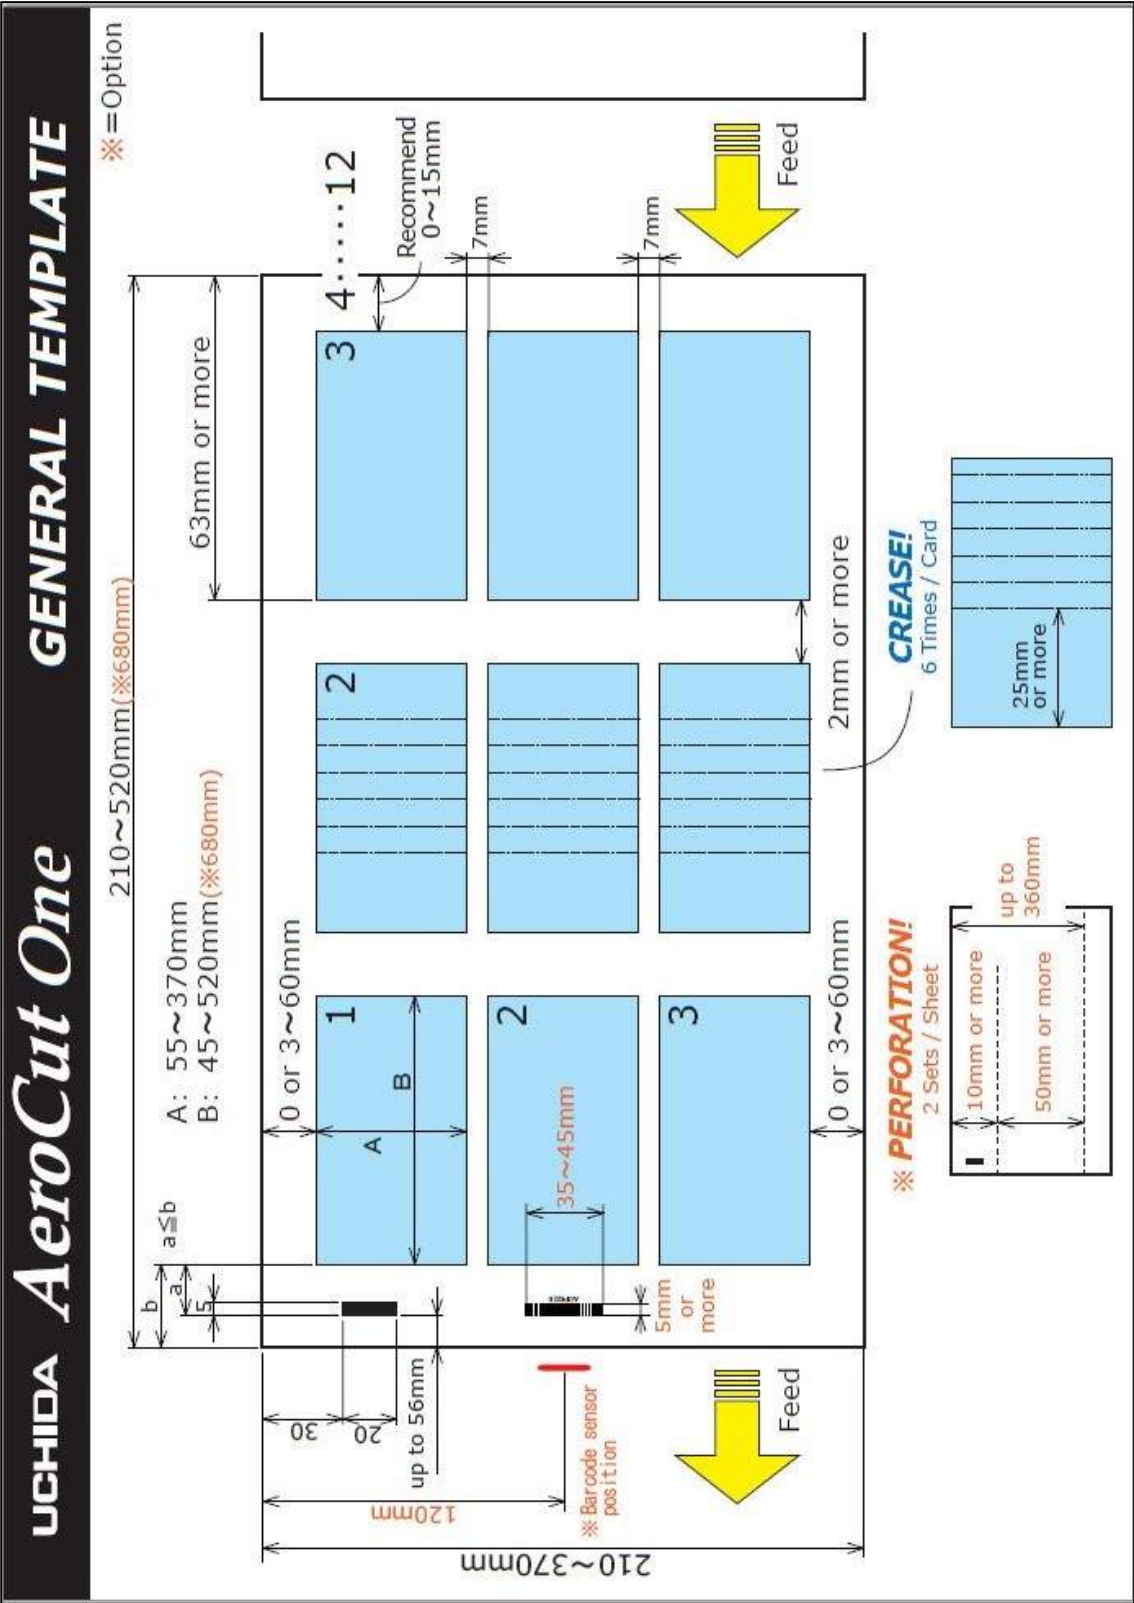 UCHIDA AeroCut One GENERAL TEMPLATE
※=Option
210~520mm(※680mm)
b
a≦b
a
5
A: 55~370mm
B: 45~520mm(※680mm)
63mm or more
4·····12
Recommend
0~15mm
0 or 3~60mm
1
2
3
A
B
2
3
7mm
7mm
30
20
up to 56mm
120mm
※Barcode sensor
position
210~370mm
35~45mm
5mm
or
more
0 or 3~60mm
2mm or more
Feed
Feed
※ PERFORATION!
2 Sets / Sheet
10mm or more
50mm or more
up to
360mm
CREASE!
6 Times / Card
25mm
or more